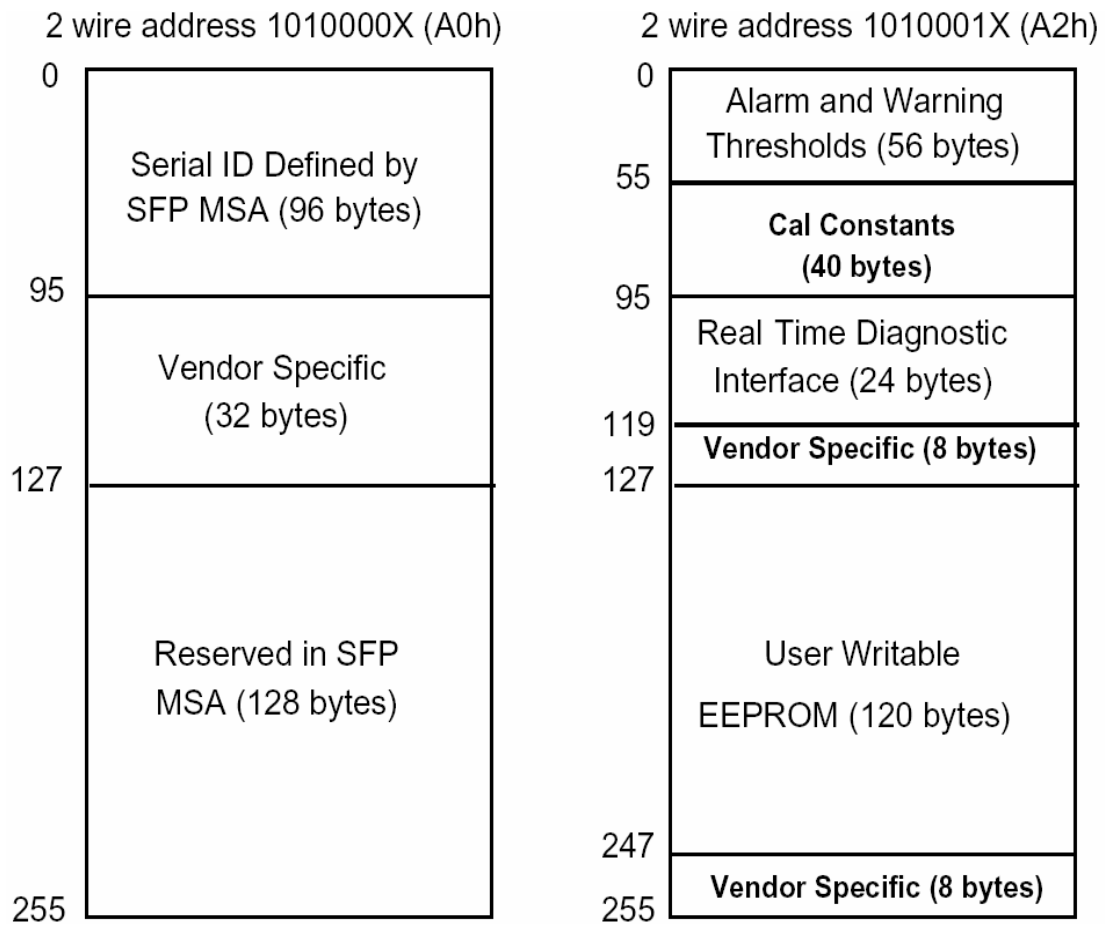 2 wire address 1010000X (A0h)
0
Serial ID Defined by
SFP MSA (96 bytes)
95
Vendor Specific
(32 bytes)
127
Reserved in SFP
MSA (128 bytes)
255
2 wire address 1010001X (A2h)
0
Alarm and Warning
Thresholds (56 bytes)
55
Cal Constants
(40 bytes)
95
Real Time Diagnostic
Interface (24 bytes)
119
Vendor Specific (8 bytes)
127
User Writable
EEPROM (120 bytes)
247
Vendor Specific (8 bytes)
255